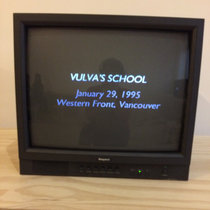 VULVA'S SCHOOL
January 29, 1995
Western Front, Vancouver